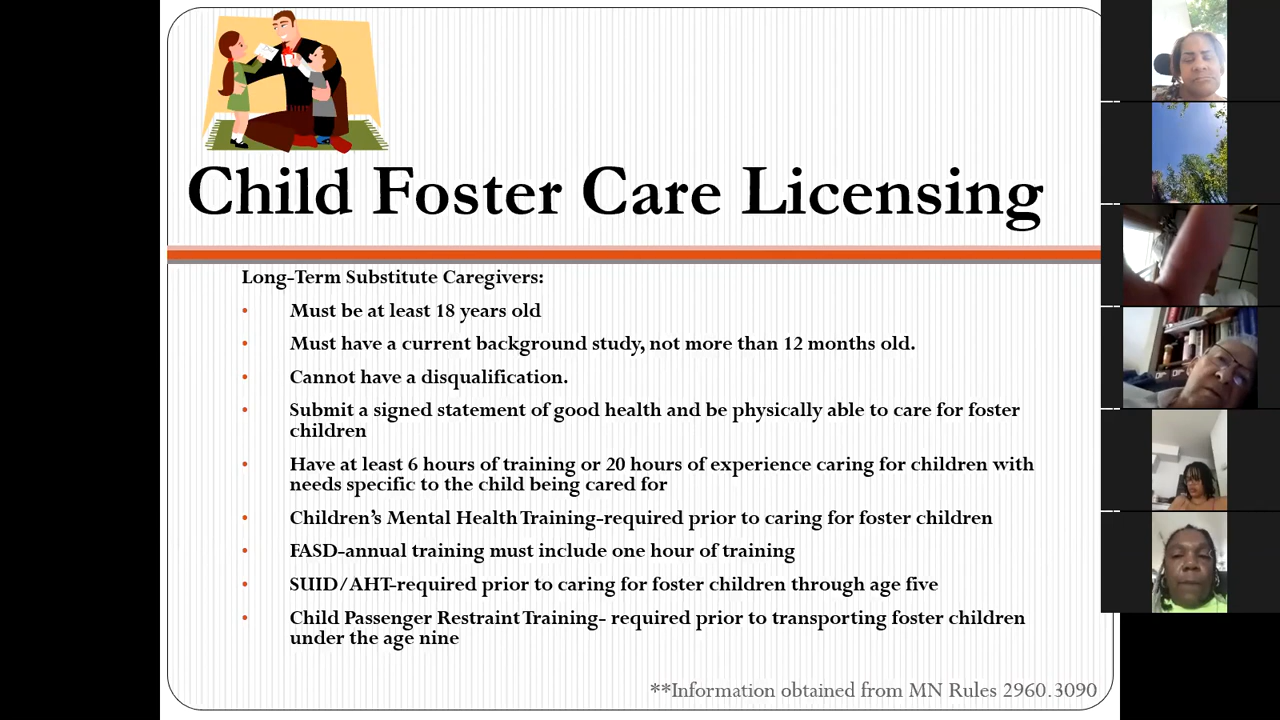 Child Foster Care Licensing
Long-Term Substitute Caregivers:
• Must be at least 18 years old
• Must have a current background study, not more than 12 months old.
• Cannot have a disqualification.
• Submit a signed statement of good health and be physically able to care for foster
children
• Have at least 6 hours of training or 20 hours of experience caring for children with
needs specific to the child being cared for
• Children's Mental Health Training-required prior to caring for foster children
• FASD-annual training must include one hour of training
• SUID/AHT-required prior to caring for foster children through age five
• Child Passenger Restraint Training- required prior to transporting foster children
under the age nine
**Information obtained from MN Rules 2960.3090